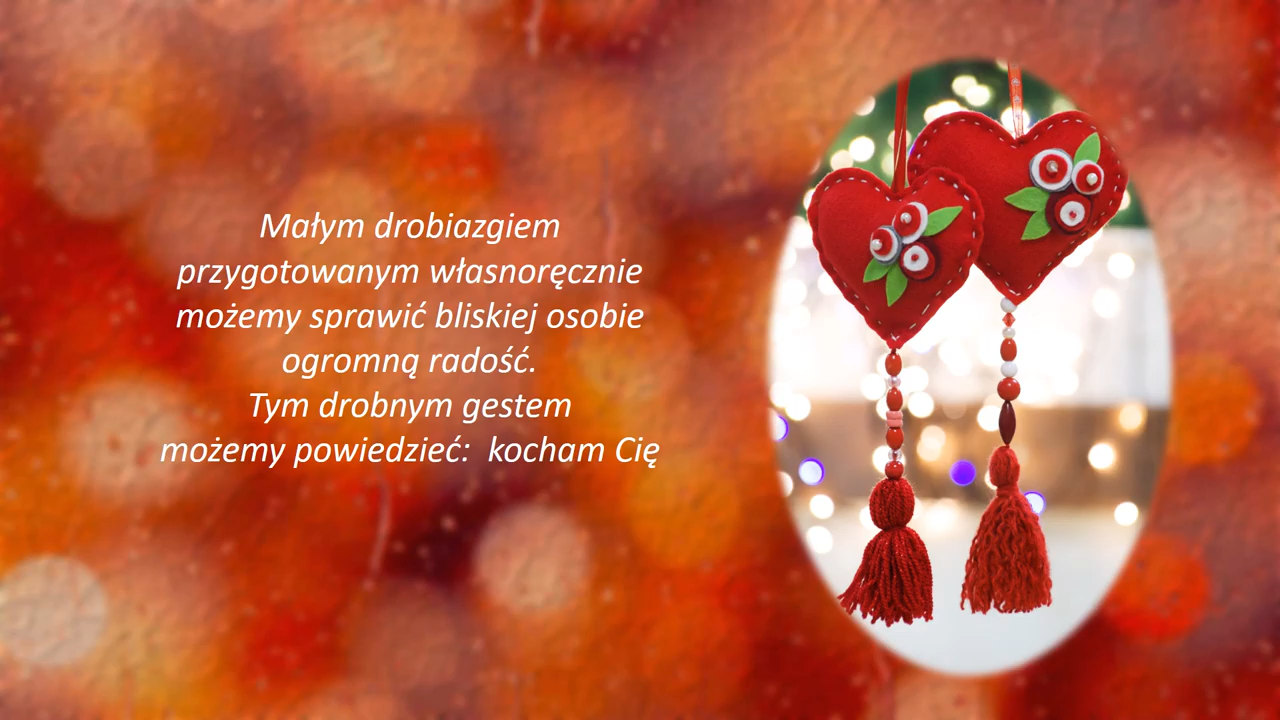 Małym drobiazgiem
przygotowanym własnoręcznie
możemy sprawić bliskiej osobie
ogromną radość.
Tym drobnym gestem
możemy powiedzieć:  kocham Cię